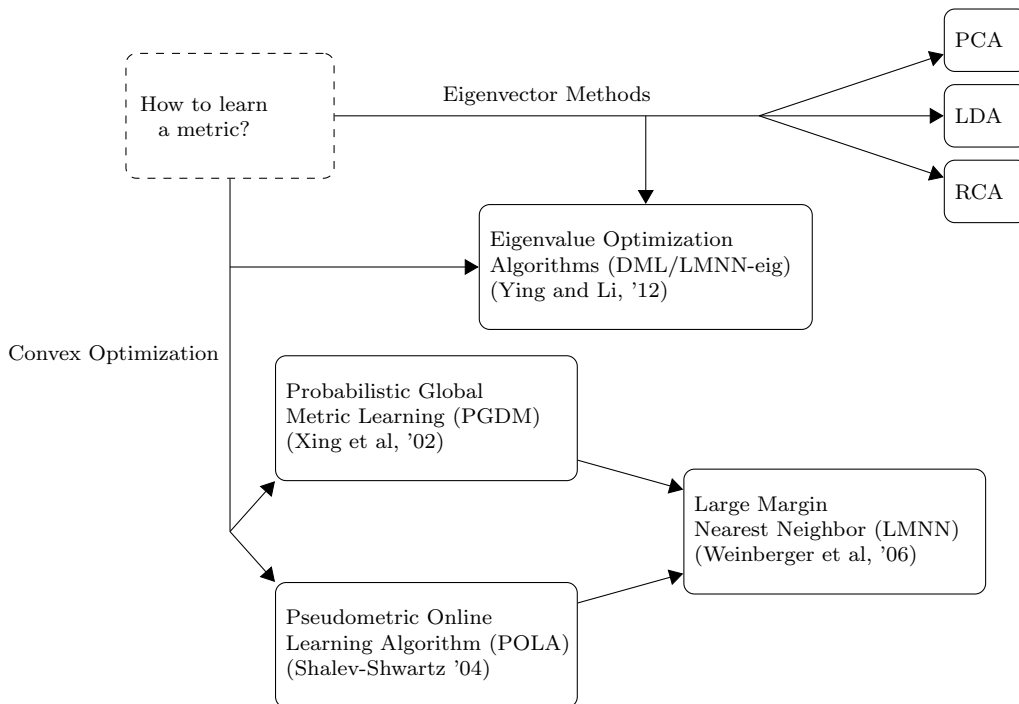 How to learn
a metric?
Eigenvector Methods
PCA
LDA
RCA
Eigenvalue Optimization
Algorithms (DML/LMNN-eig)
(Ying and Li, '12)
Convex Optimization
Probabilistic Global
Metric Learning (PGDM)
(Xing et al, '02)
Large Margin
Nearest Neighbor (LMNN)
(Weinberger et al, '06)
Pseudometric Online
Learning Algorithm (POLA)
(Shalev-Shwartz '04)